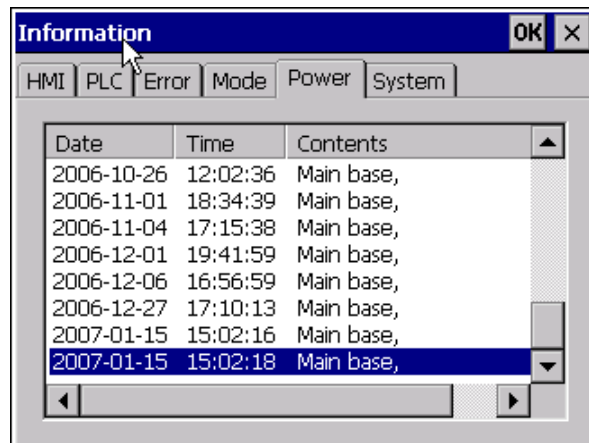 Information OK
HMI PLC Error Mode Power System
Date Time Contents
2006-10-26 12:02:36 Main base,
2006-11-01 18:34:39 Main base,
2006-11-04 17:15:38 Main base,
2006-12-01 19:41:59 Main base,
2006-12-06 16:56:59 Main base,
2006-12-27 17:10:13 Main base,
2007-01-15 15:02:16 Main base,
2007-01-15 15:02:18 Main base,